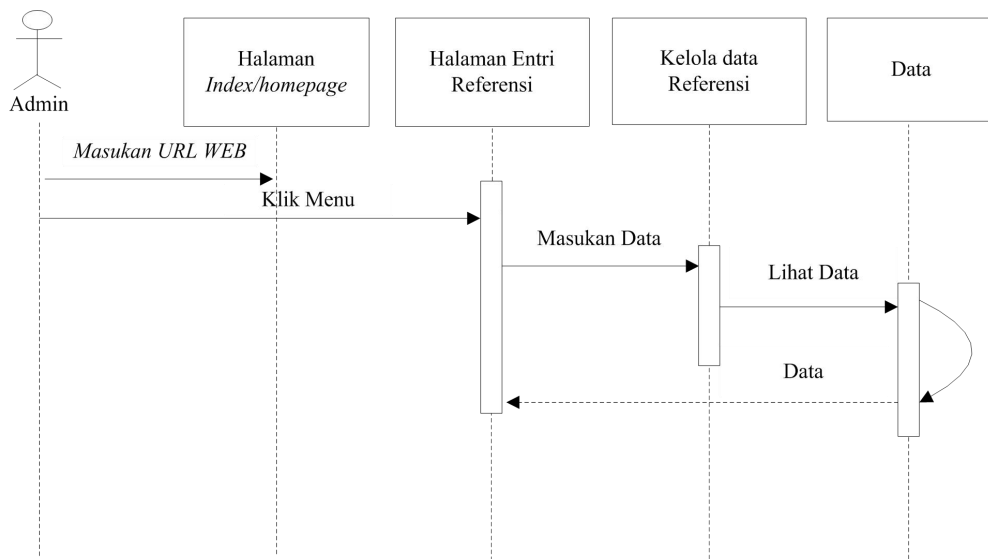 Admin
Halaman
Index/homepage
Halaman Entri
Referensi
Kelola data
Referensi
Data
Masukan URL WEB
Klik Menu
Masukan Data
Lihat Data
Data